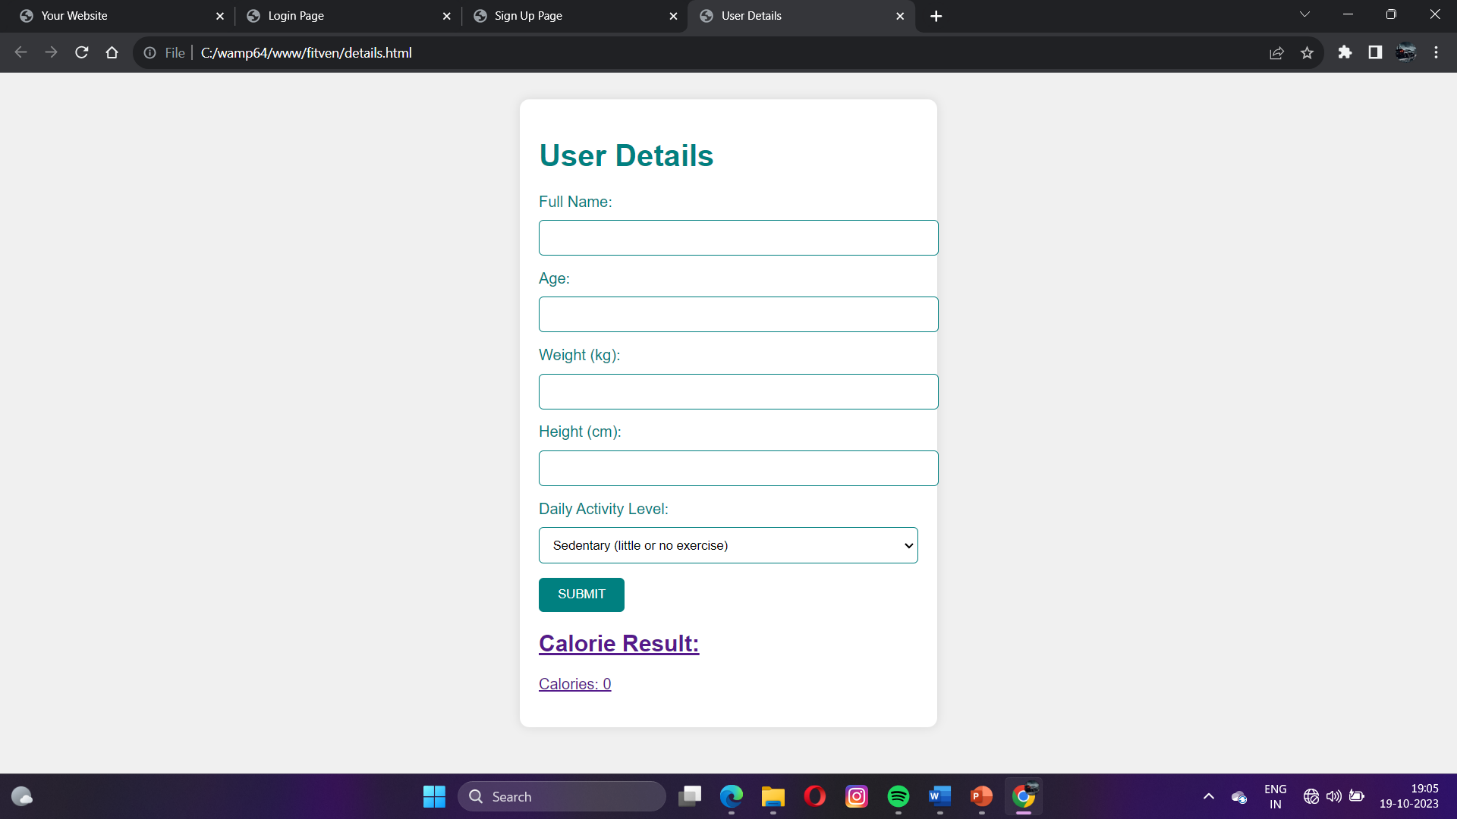 Your Website
Login Page
Sign Up Page
User Details
File
C:/wamp64/www/fitven/details.html
User Details
Full Name:
Age:
Weight (kg):
Height (cm):
Daily Activity Level:
Sedentary (little or no exercise)
SUBMIT
Calorie Result:
Calories: 0
Search
W
P
ENG
IN
19:05
19-10-2023